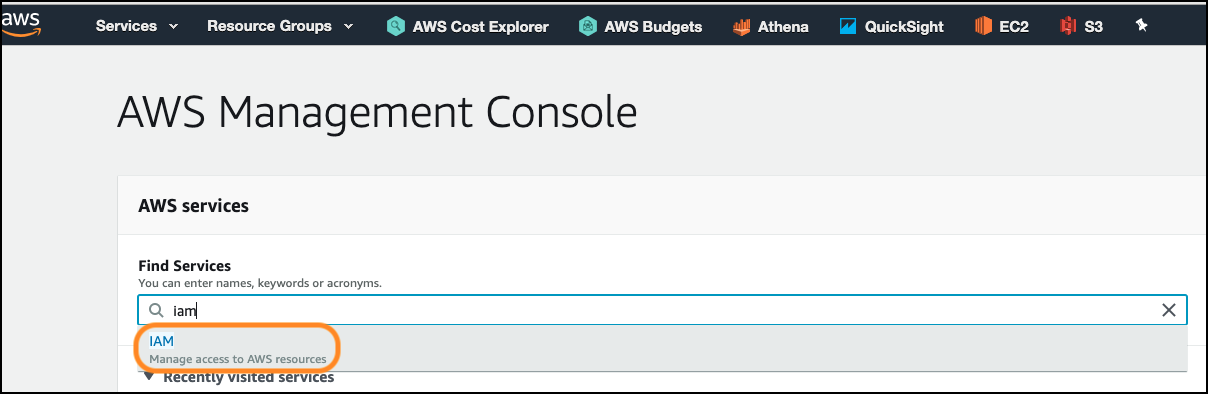 aws Services Resource Groups AWS Cost Explorer AWS Budgets Athena QuickSight EC2 S3
AWS Management Console
AWS services
Find Services
You can enter names, keywords or acronyms.
iam
IAM
Manage access to AWS resources
Recently visited services